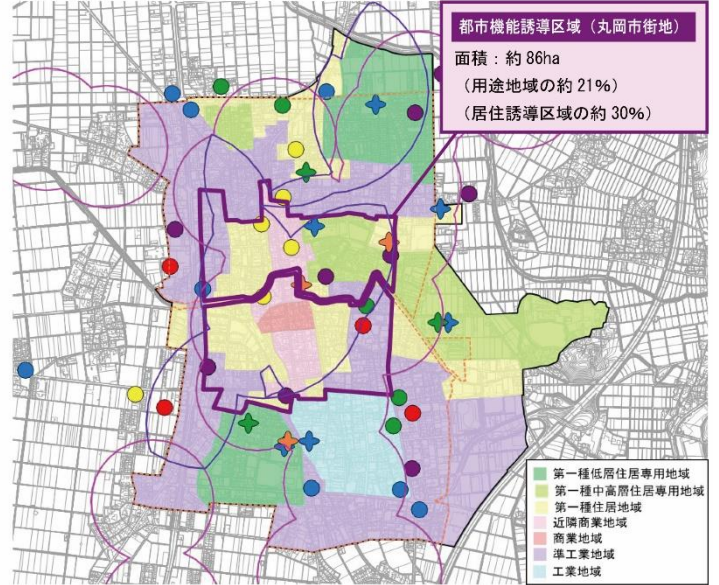 都市機能誘導区域（丸岡市街地）
面積：約86ha
（用途地域の約21%）
（居住誘導区域の約30%）
第一種低層住居専用地域
第一種中高層住居専用地域
第一種住居地域
近隣商業地域
商業地域
準工業地域
工業地域